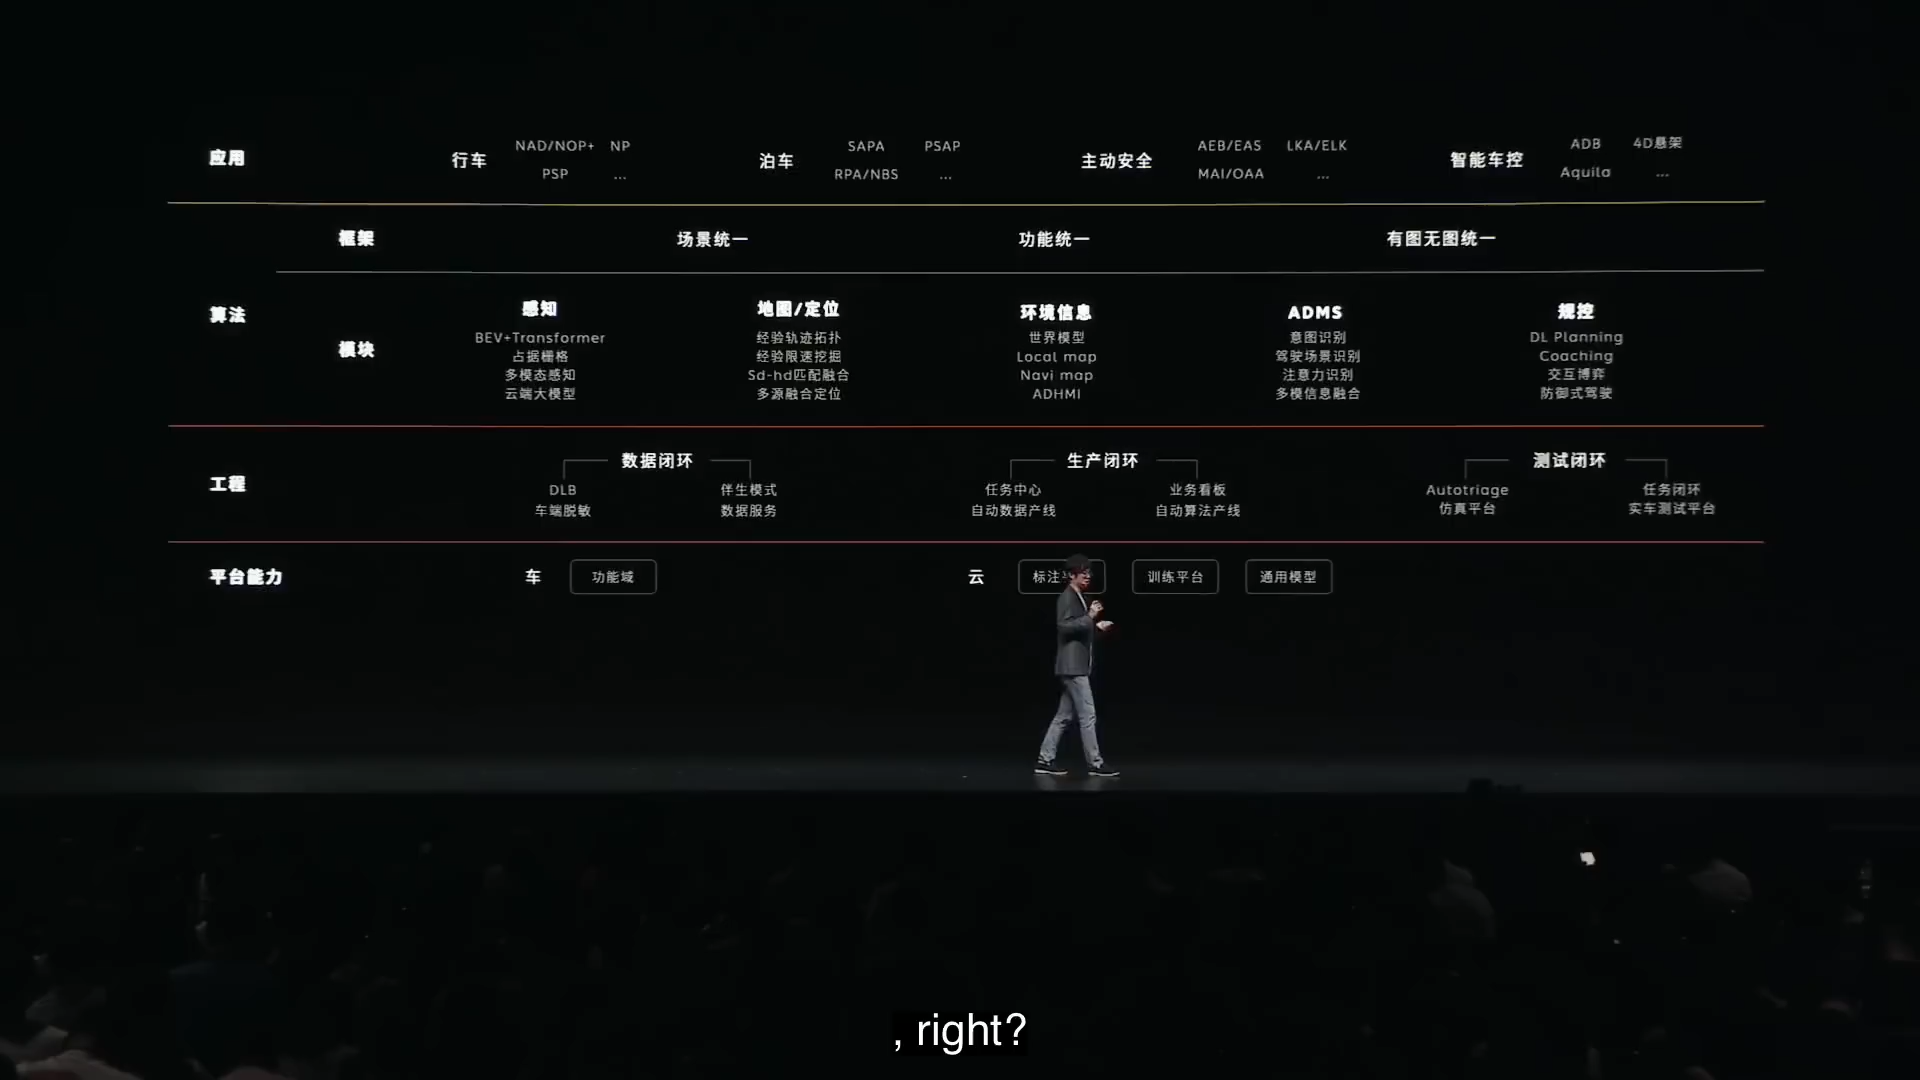 应用
行车
NAD/NOP+ NP
PSP ...
泊车
SAPA PSAP
RPA/NBS ...
主动安全
AEB/EAS LKA/ELK
MAI/OAA ...
智能车控
ADB 4D悬架
Aquila ...
算法
框架
场景统一
功能统一
有图无图统一
模块
感知
BEV+Transformer
占据栅格
多模态感知
云端大模型
地图/定位
经验轨迹拓扑
经验限速挖掘
Sd-hd匹配融合
多源融合定位
环境信息
世界模型
Local map
Navi map
ADHMI
ADMS
意图识别
驾驶场景识别
注意力识别
多模信息融合
规控
DL Planning
Coaching
交互博弈
防御式驾驶
工程
数据闭环
DLB
车端脱敏
伴生模式
数据服务
生产闭环
任务中心
自动数据产线
业务看板
自动算法产线
测试闭环
Autotriage
仿真平台
任务闭环
实车测试平台
平台能力
车
功能域
云
标注
训练平台
通用模型
, right?